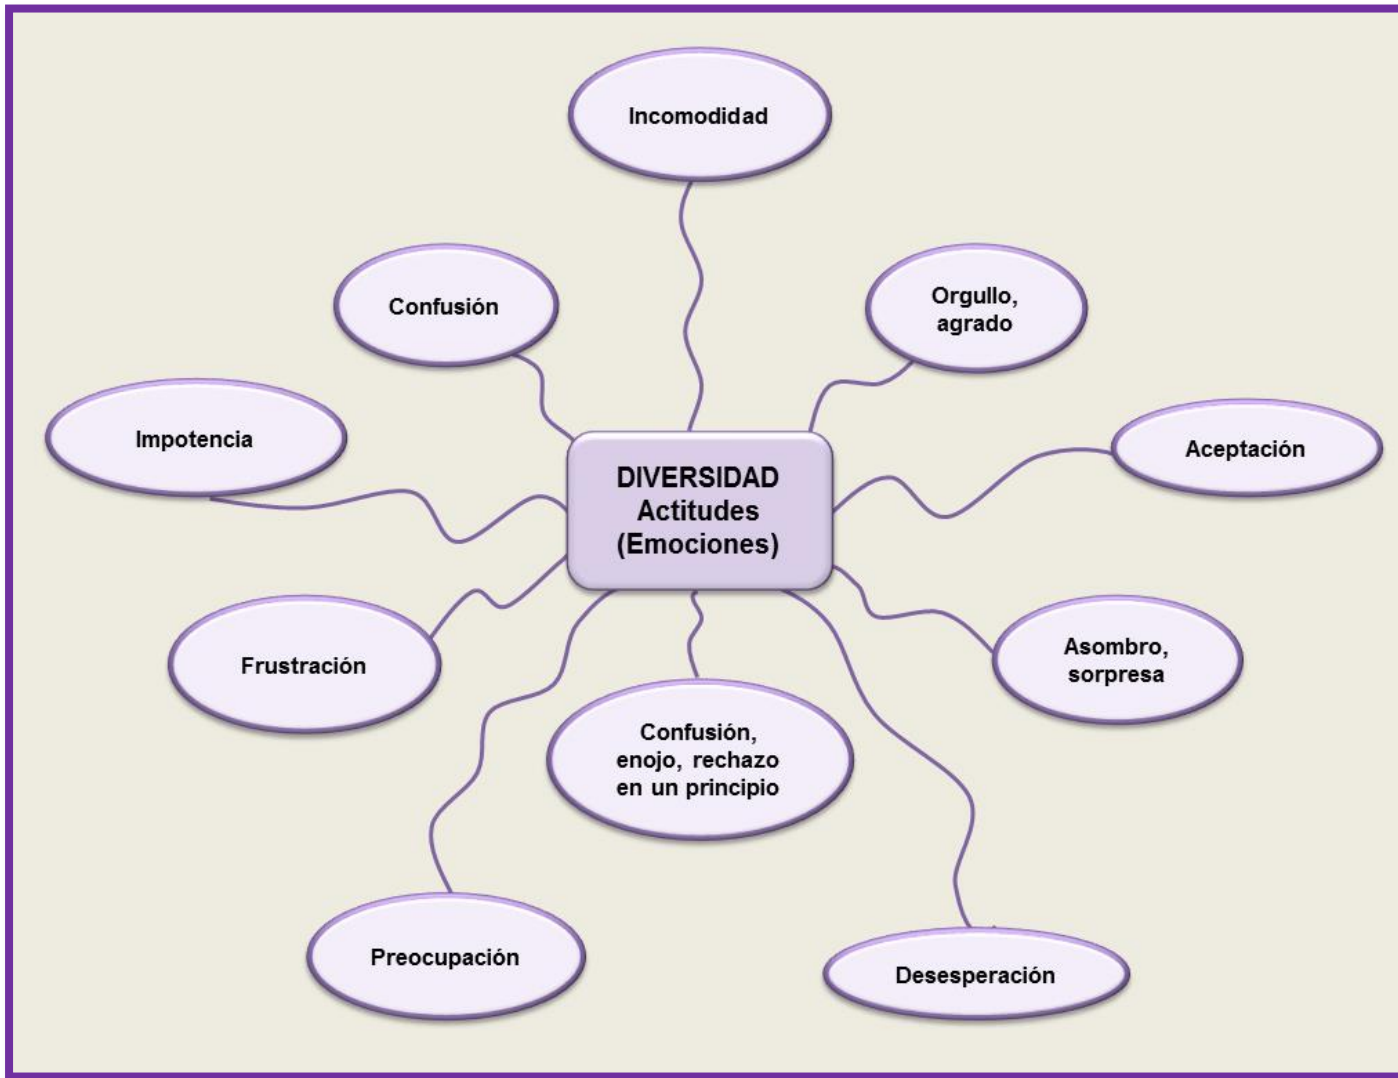 Incomodidad
Confusión
Orgullo,
agrado
Impotencia
Aceptación
DIVERSIDAD
Actitudes
(Emociones)
Frustración
Asombro,
sorpresa
Confusión,
enojo, rechazo
en un principio
Preocupación
Desesperación